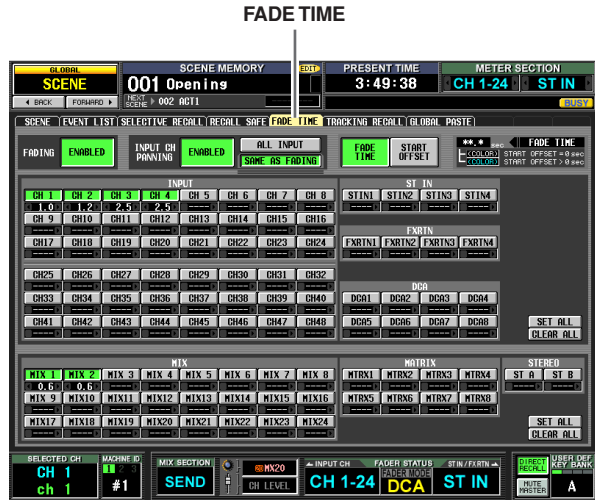 FADE TIME
GLOBAL SCENE MEMORY EDIT PRESENT TIME METER SECTION
SCENE 001 Opening 3:49:38 CH 1-24 ST IN
BACK FORWARD NEXT SCENE 002 ACT1 BUSY
SCENE EVENT LIST SELECTIVE RECALL RECALL SAFE FADE TIME TRACKING RECALL GLOBAL PASTE
FADING ENABLED INPUT CH PANNING ENABLED ALL INPUT SAME AS FADING FADE TIME START OFFSET **.* sec FADE TIME
(COLOR) START OFFSET=0sec
(COLOR) START OFFSET>0sec
INPUT
CH 1 CH 2 CH 3 CH 4 CH 5 CH 6 CH 7 CH 8
1.0 1.2 2.5 2.5 ---- ---- ---- ----
CH 9 CH10 CH11 CH12 CH13 CH14 CH15 CH16
---- ---- ---- ---- ---- ---- ---- ----
CH17 CH18 CH19 CH20 CH21 CH22 CH23 CH24
---- ---- ---- ---- ---- ---- ---- ----
CH25 CH26 CH27 CH28 CH29 CH30 CH31 CH32
---- ---- ---- ---- ---- ---- ---- ----
CH33 CH34 CH35 CH36 CH37 CH38 CH39 CH40
---- ---- ---- ---- ---- ---- ---- ----
CH41 CH42 CH43 CH44 CH45 CH46 CH47 CH48
---- ---- ---- ---- ---- ---- ---- ----
ST IN
STIN1 STIN2 STIN3 STIN4
---- ---- ---- ----
FXRTN
FXRTN1 FXRTN2 FXRTN3 FXRTN4
---- ---- ---- ----
DCA
DCA1 DCA2 DCA3 DCA4
---- ---- ---- ----
DCA5 DCA6 DCA7 DCA8
---- ---- ---- ----
SET ALL
CLEAR ALL
MIX
MIX 1 MIX 2 MIX 3 MIX 4 MIX 5 MIX 6 MIX 7 MIX 8
0.6 0.6 ---- ---- ---- ---- ---- ----
MIX 9 MIX10 MIX11 MIX12 MIX13 MIX14 MIX15 MIX16
---- ---- ---- ---- ---- ---- ---- ----
MIX17 MIX18 MIX19 MIX20 MIX21 MIX22 MIX23 MIX24
---- ---- ---- ---- ---- ---- ---- ----
MATRIX
MTRX1 MTRX2 MTRX3 MTRX4
---- ---- ---- ----
MTRX5 MTRX6 MTRX7 MTRX8
---- ---- ---- ----
STEREO
ST A ST B
---- ----
SET ALL
CLEAR ALL
SELECTED CH MACHINE ID MIX SECTION MX20 INPUT CH FADER STATUS ST IN/FXRTN DIRECT RECALL USER DEF KEY BANK
CH 1 1 2 3 SEND CH LEVEL CH 1-24 FADER MODE DCA ST IN MUTE MASTER A
ch 1 #1